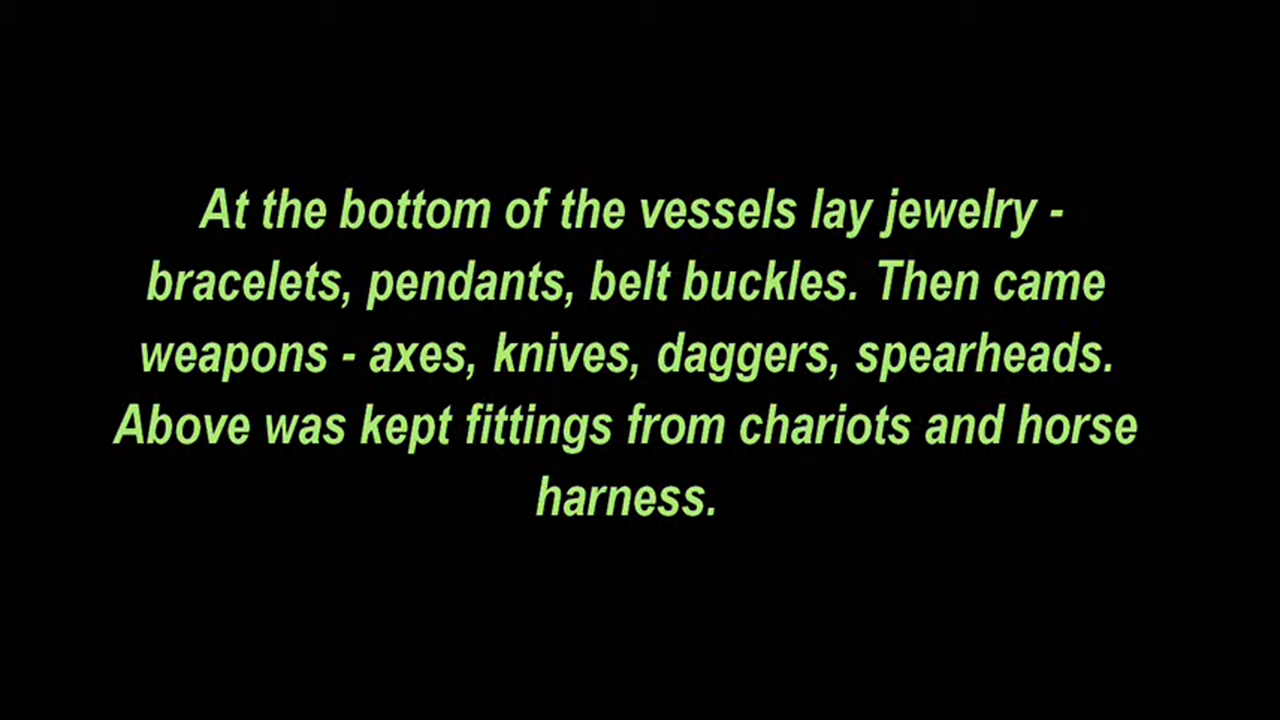 At the bottom of the vessels lay jewelry -
bracelets, pendants, belt buckles. Then came
weapons - axes, knives, daggers, spearheads.
Above was kept fittings from chariots and horse
harness.